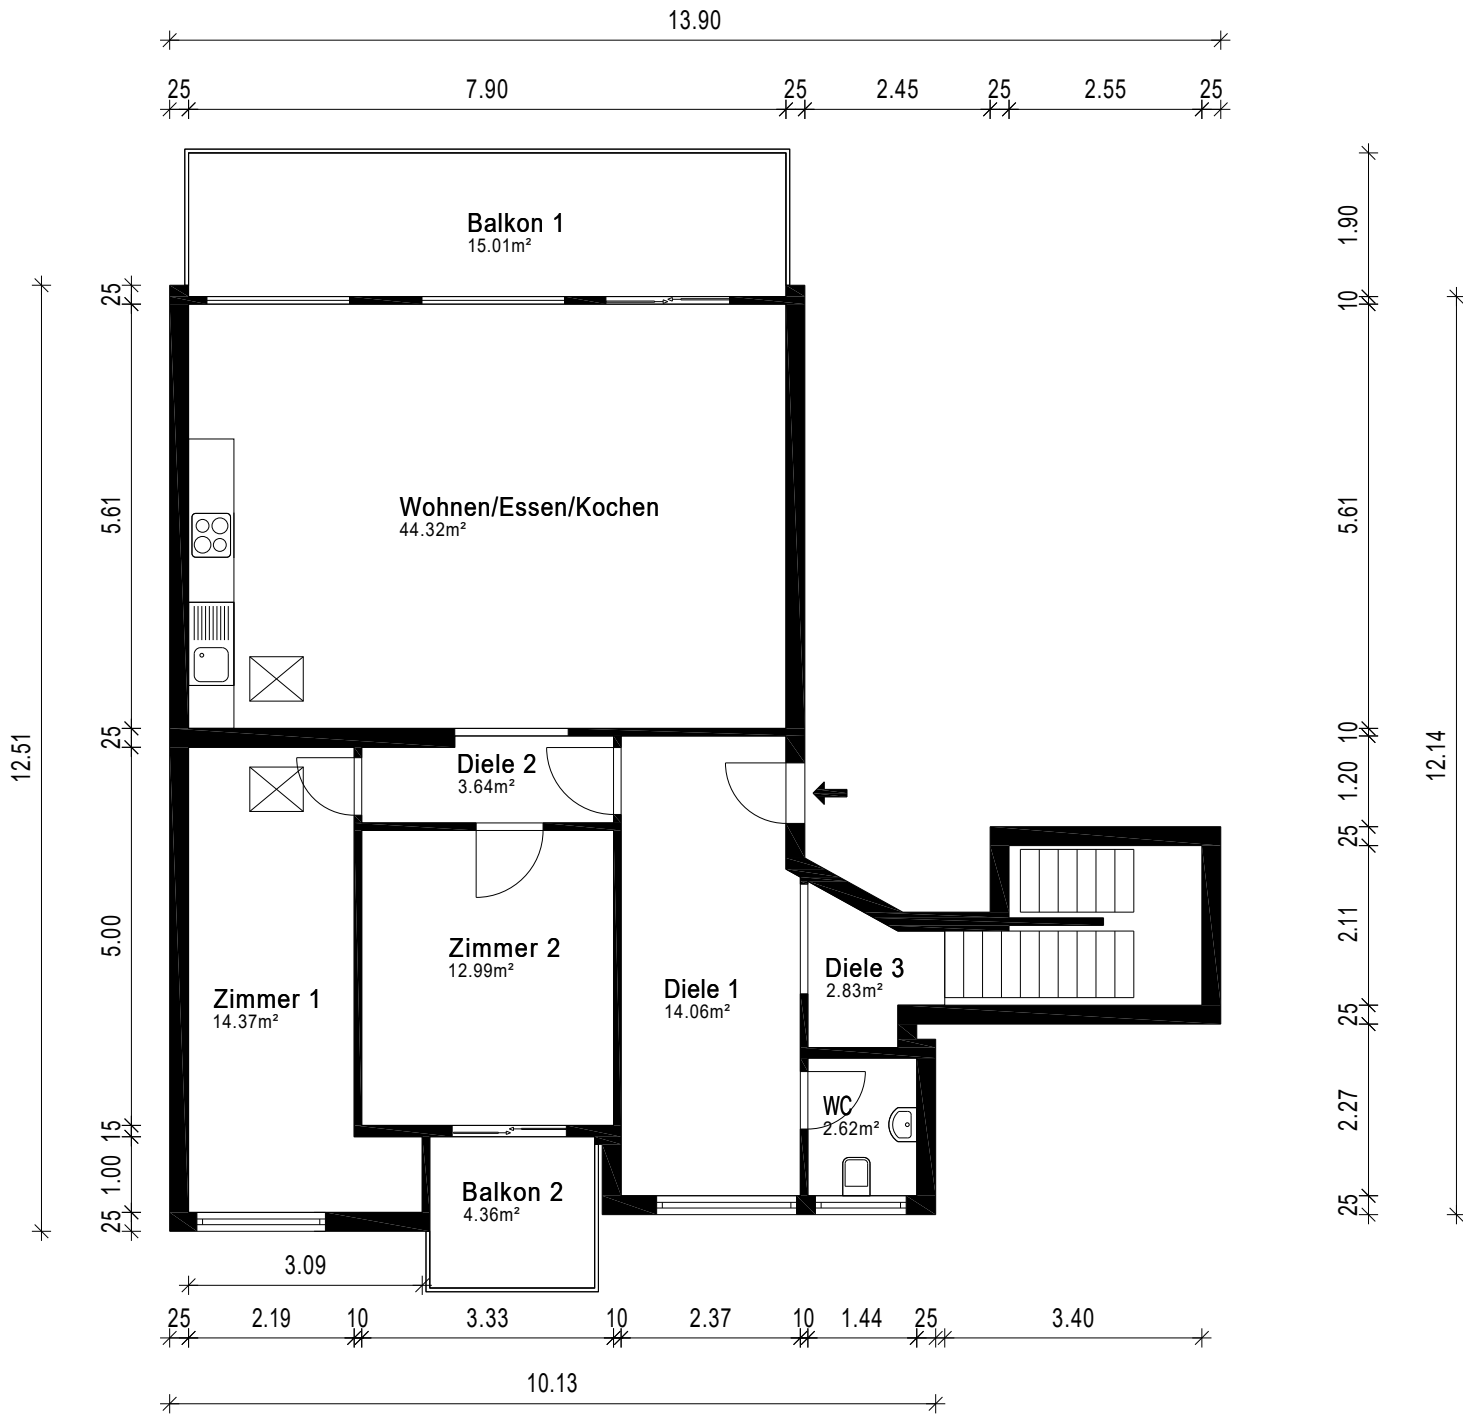 13.90
25 7.90 25 2.45 25 2.55 25
Balkon 1
15.01m²
1.90
25
10
5.61
5.61
Wohnen/Essen/Kochen
44.32m²
12.51
12.14
25
10
Diele 2
3.64m²
1.20
25
5.00
2.11
Zimmer 2
12.99m²
Diele 3
2.83m²
Zimmer 1
14.37m²
Diele 1
14.06m²
25
WC
2.62m²
2.27
15
1.00
Balkon 2
4.36m²
25
25
3.09
25 2.19 10 3.33 10 2.37 10 1.44 25 3.40
10.13